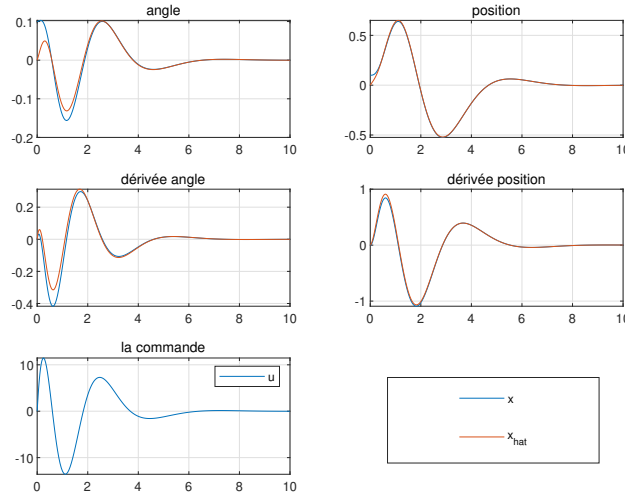 angle
0.1
0
-0.1
-0.2
0 2 4 6 8 10
position
0.5
0
-0.5
0 2 4 6 8 10
dérivée angle
0.2
0
-0.2
-0.4
0 2 4 6 8 10
dérivée position
1
0
-1
0 2 4 6 8 10
la commande
10
0
-10
0 2 4 6 8 10
u
x
x_hat